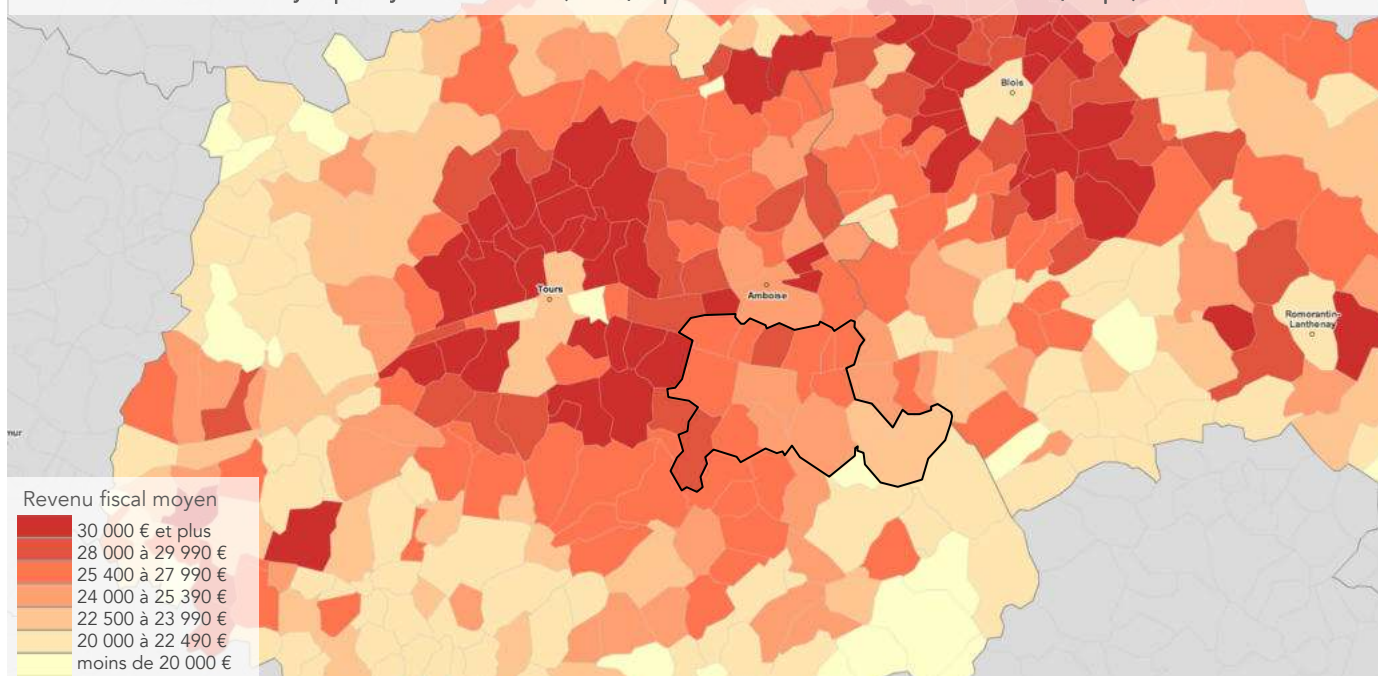 Blois
Tours
Amboise
Romorantin-
Lanthenay
mur
Revenu fiscal moyen
30 000 € et plus
28 000 à 29 990 €
25 400 à 27 990 €
24 000 à 25 390 €
22 500 à 23 990 €
20 000 à 22 490 €
moins de 20 000 €